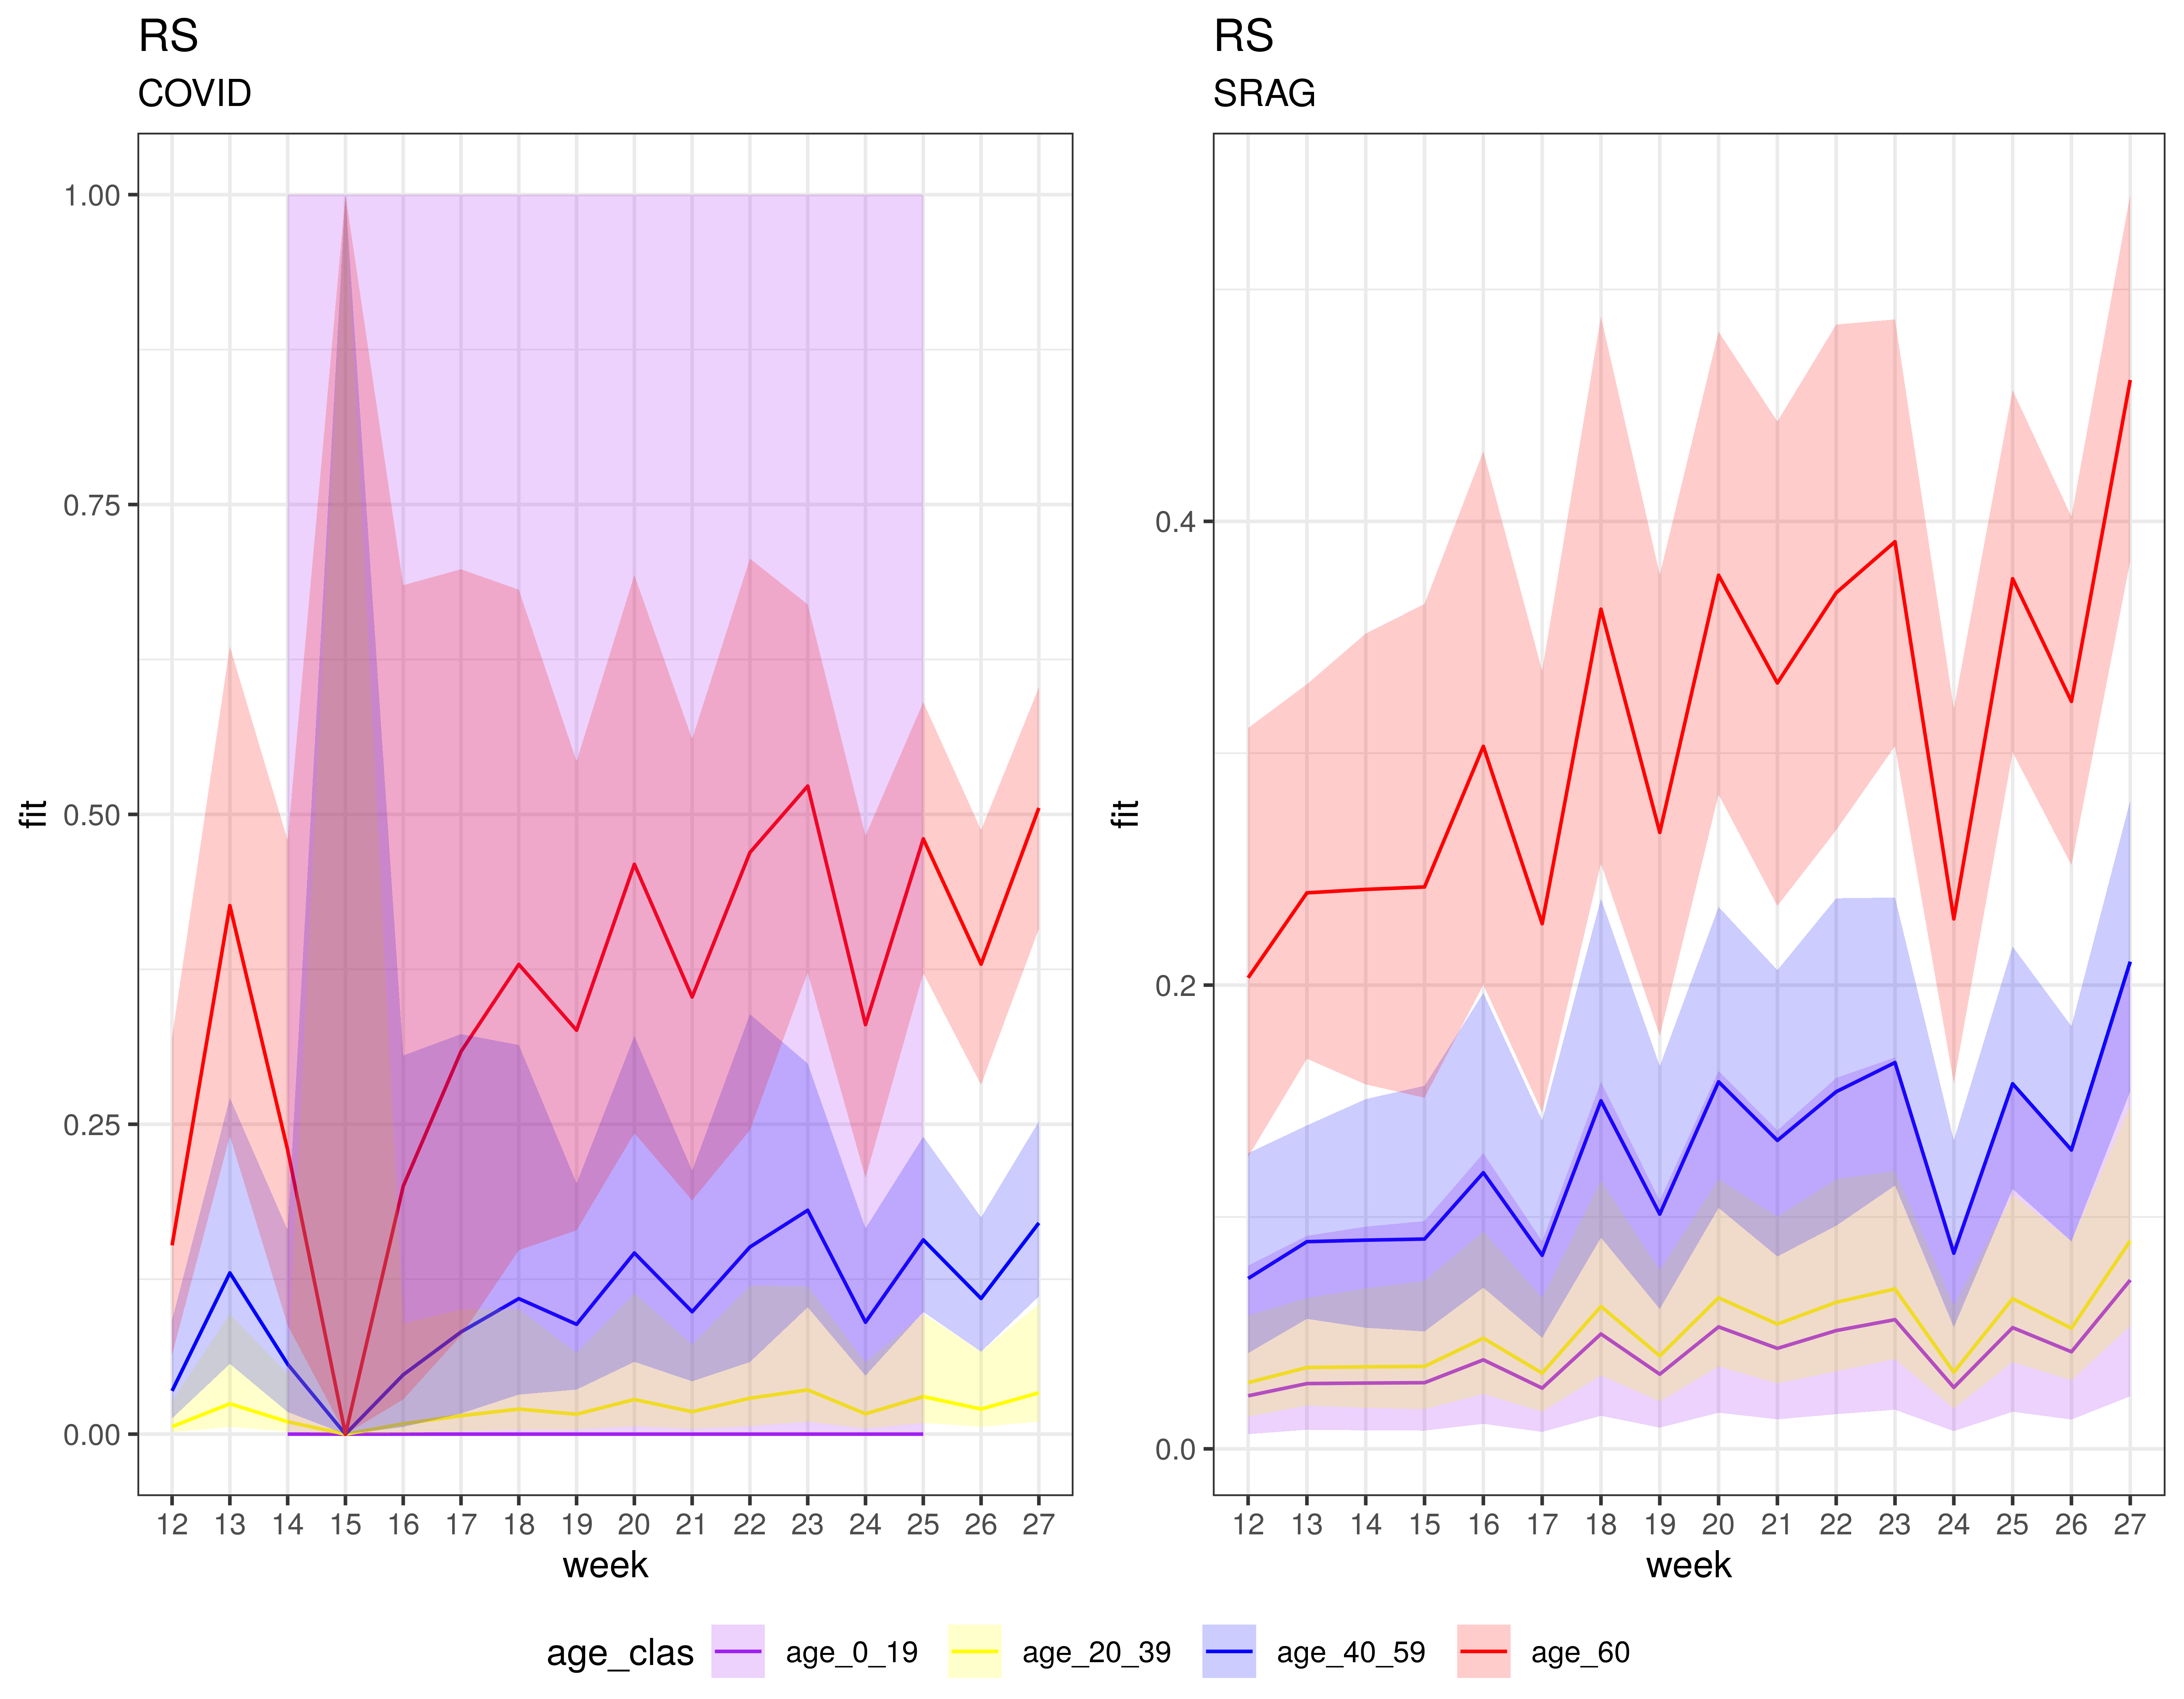 RS
COVID
fit
1.00
0.75
0.50
0.25
0.00
12 13 14 15 16 17 18 19 20 21 22 23 24 25 26 27
week
RS
SRAG
fit
0.4
0.2
0.0
12 13 14 15 16 17 18 19 20 21 22 23 24 25 26 27
week
age_clas age_0_19 age_20_39 age_40_59 age_60